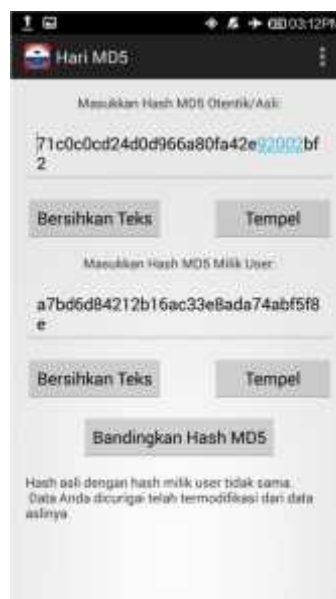 03:12PM
Hari MD5
Masukkan Hash MD5 Otentik/Asli:
71c0c0cd24d0d966a80fa42e92002bf
2
Bersihkan Teks Tempel
Masukkan Hash MD5 Milik User:
a7bd6d84212b16ac33e8ada74abf5f8
e
Bersihkan Teks Tempel
Bandingkan Hash MD5
Hash asli dengan hash milik user tidak sama.
Data Anda dicurigai telah termodifikasi dari data
aslinya